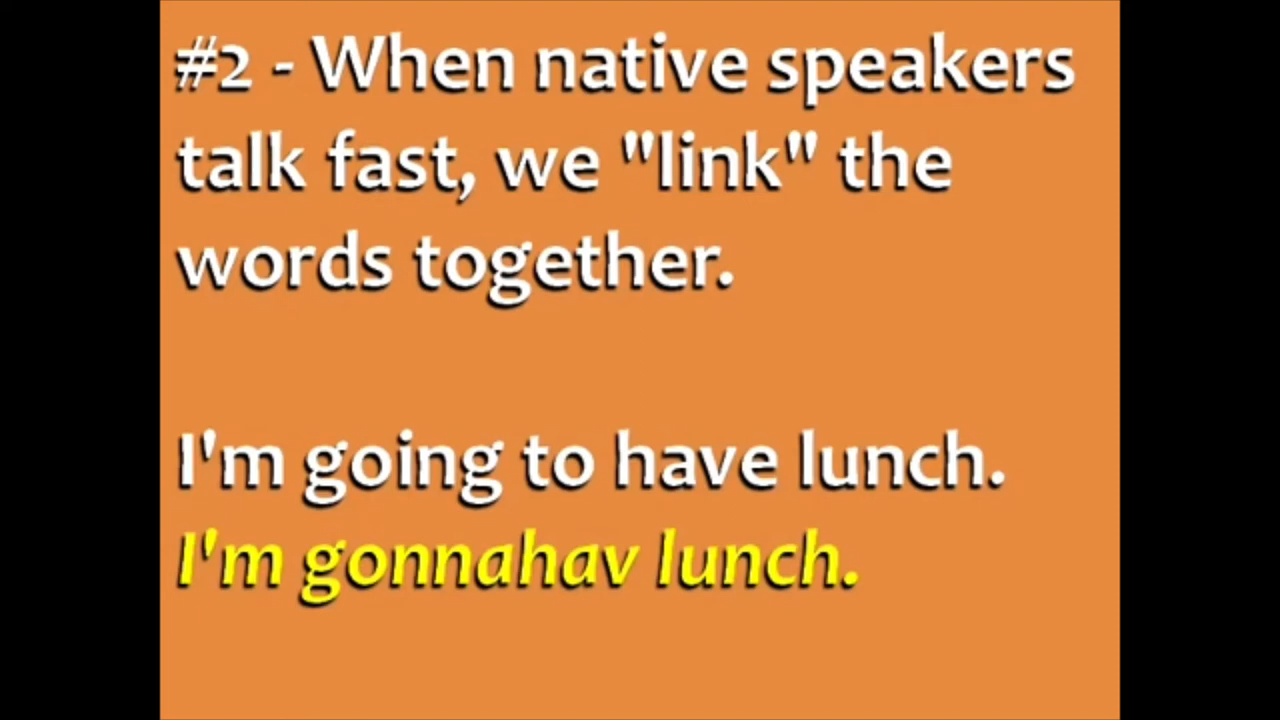 #2 - When native speakers
talk fast, we "link" the
words together.
I'm going to have lunch.
I'm gonnahav lunch.